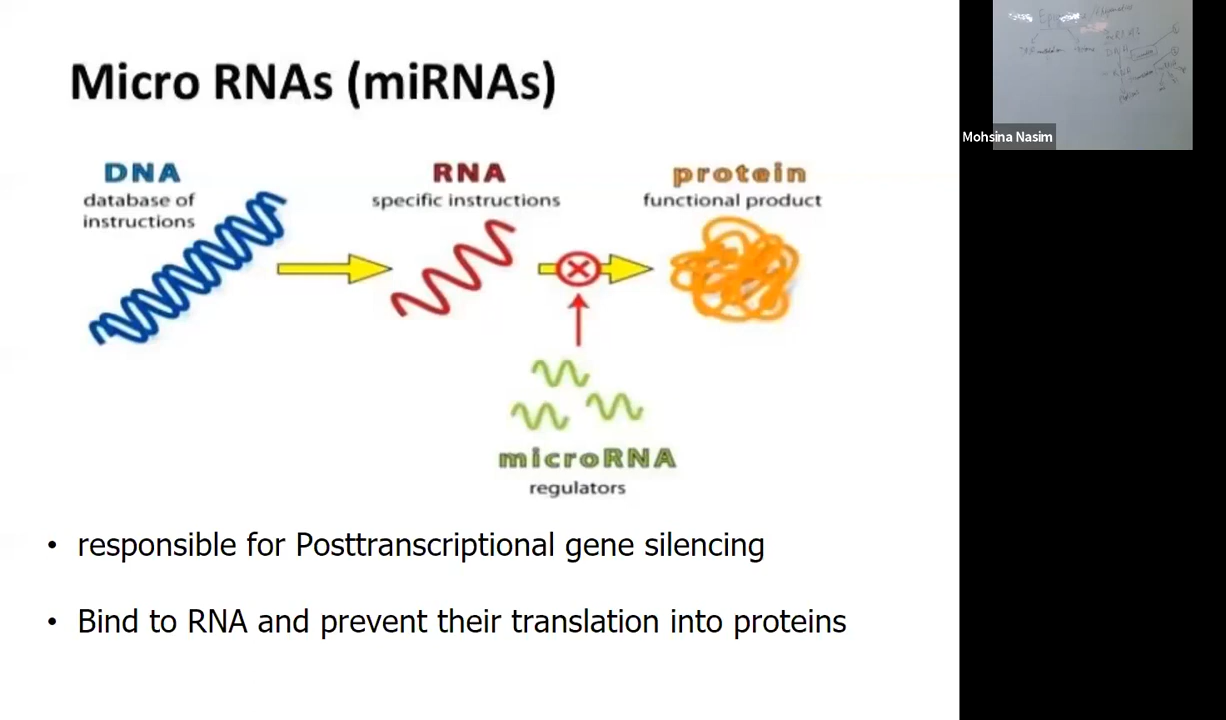 Micro RNAs (miRNAs)
DNA
database of
instructions
RNA
specific instructions
protein
functional product
microRNA
regulators
• responsible for Posttranscriptional gene silencing
• Bind to RNA and prevent their translation into proteins
Mohsina Nasim